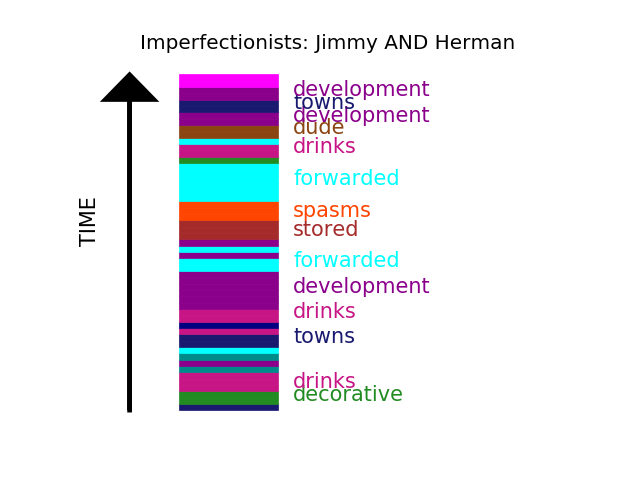 Imperfectionists: Jimmy AND Herman
development
towns
development
dude
drinks
forwarded
spasms
stored
forwarded
development
drinks
towns
drinks
decorative
TIME